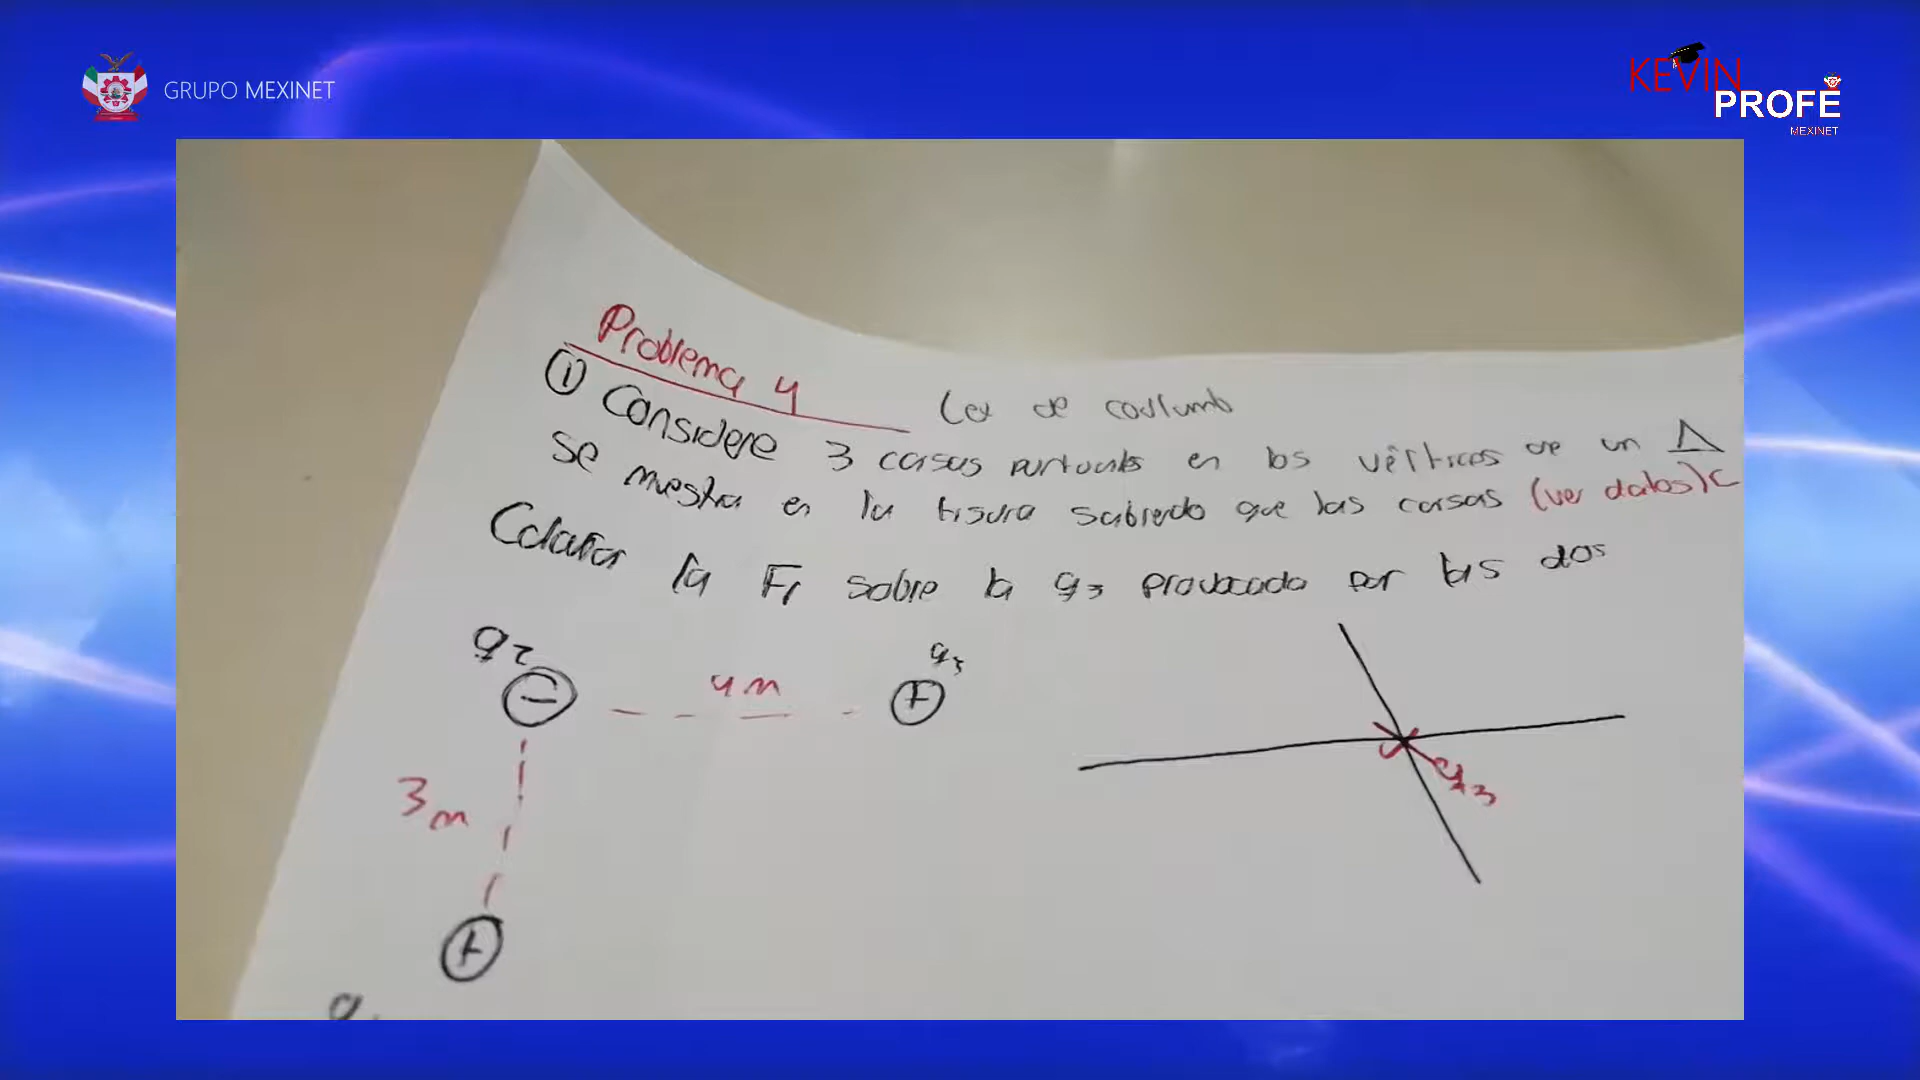 GRUPO MEXINET
KEVIN
PROFE
MEXINET
Problema 4
Ley de coulumb
① Considere 3 cargas puntuales en los vértices de un Δ
se muestra en la figura sabiendo que las cargas (ver datos) C
Calcular la Fr sobre la q3 provocada por las dos
q2
q3
−
4m
+
q3
3m
+
q